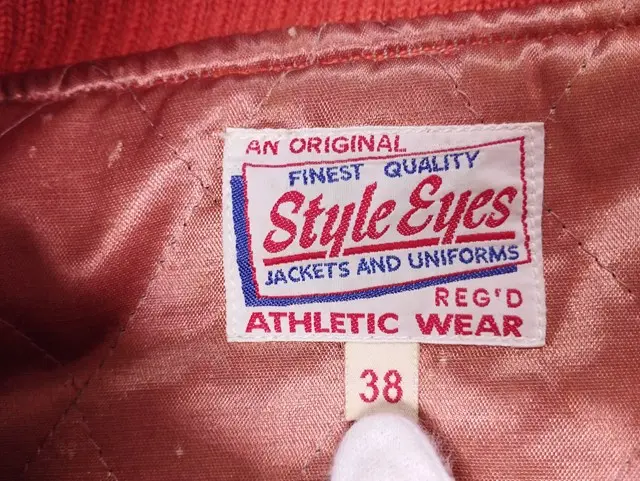 AN ORIGINAL
FINEST QUALITY
Style Eyes
JACKETS AND UNIFORMS
REG'D
ATHLETIC WEAR
38